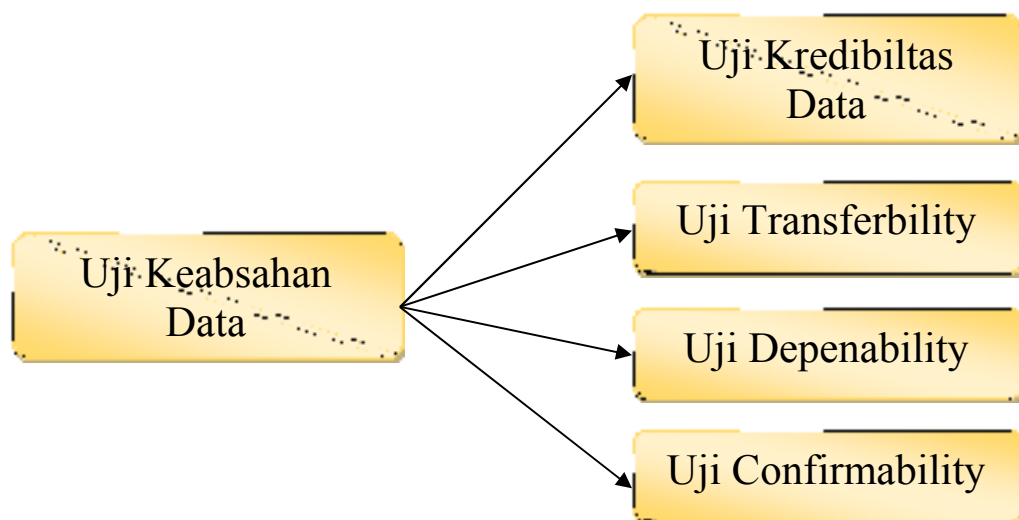 Uji Kredibiltas
Data
Uji Transferbility
Uji Keabsahan
Data
Uji Depenability
Uji Confirmability